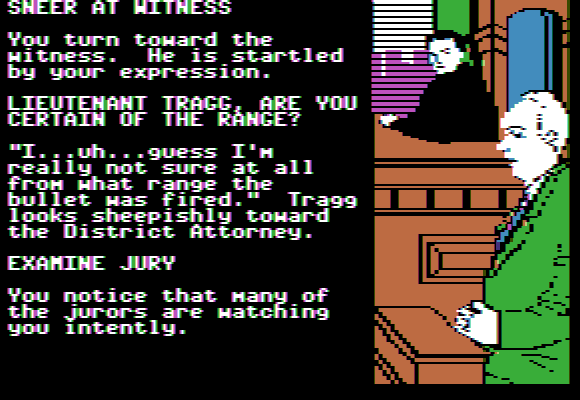 SNEER AT WITNESS
You turn toward the
witness.  He is startled
by your expression.
LIEUTENANT TRAGG, ARE YOU
CERTAIN OF THE RANGE?
"I...uh...guess I'm
really not sure at all
from what range the
bullet was fired."  Tragg
looks sheepishly toward
the District Attorney.
EXAMINE JURY
You notice that many of
the jurors are watching
you intently.